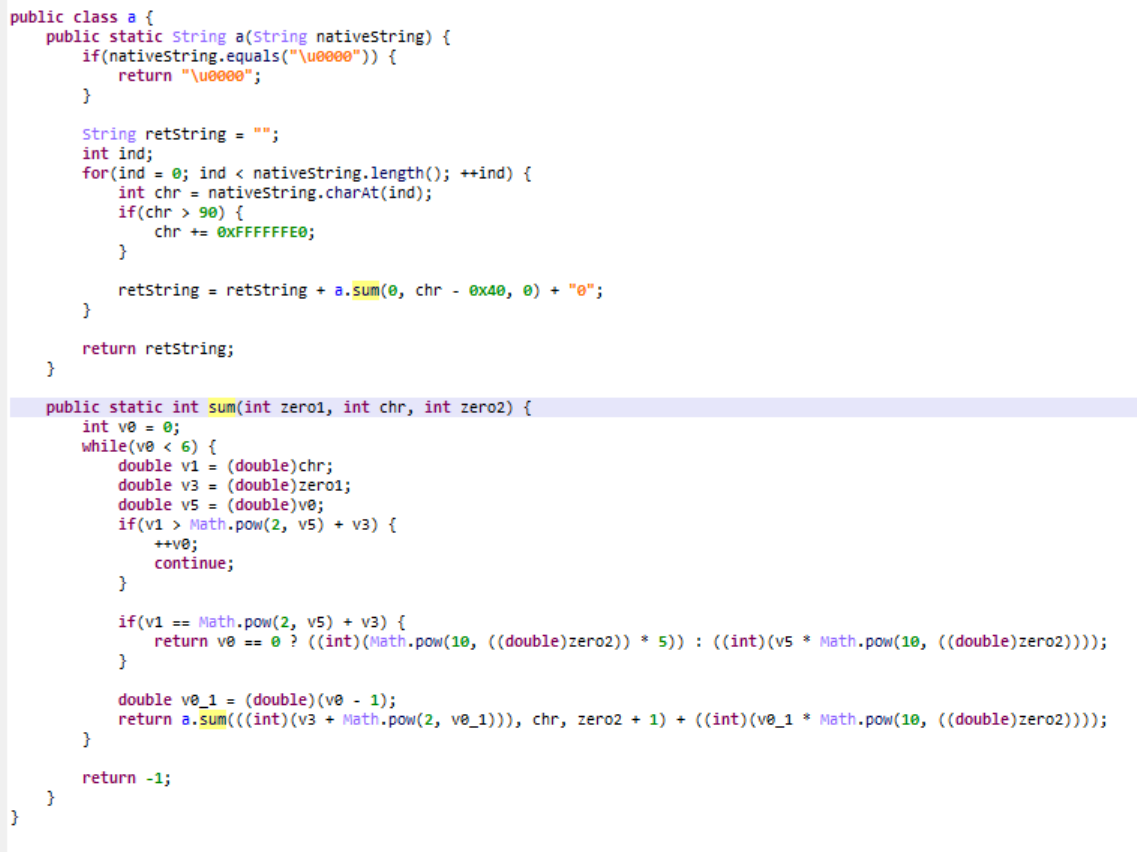 public class a {
    public static String a(String nativeString) {
        if(nativeString.equals("\u0000")) {
            return "\u0000";
        }

        String retString = "";
        int ind;
        for(ind = 0; ind < nativeString.length(); ++ind) {
            int chr = nativeString.charAt(ind);
            if(chr > 90) {
                chr += 0xFFFFFFE0;
            }

            retString = retString + a.sum(0, chr - 0x40, 0) + "0";
        }

        return retString;
    }

    public static int sum(int zero1, int chr, int zero2) {
        int v0 = 0;
        while(v0 < 6) {
            double v1 = (double)chr;
            double v3 = (double)zero1;
            double v5 = (double)v0;
            if(v1 > Math.pow(2, v5) + v3) {
                ++v0;
                continue;
            }

            if(v1 == Math.pow(2, v5) + v3) {
                return v0 == 0 ? ((int)(Math.pow(10, ((double)zero2)) * 5)) : ((int)(v5 * Math.pow(10, ((double)zero2))));
            }

            double v0_1 = (double)(v0 - 1);
            return a.sum(((int)(v3 + Math.pow(2, v0_1))), chr, zero2 + 1) + ((int)(v0_1 * Math.pow(10, ((double)zero2))));
        }

        return -1;
    }
}